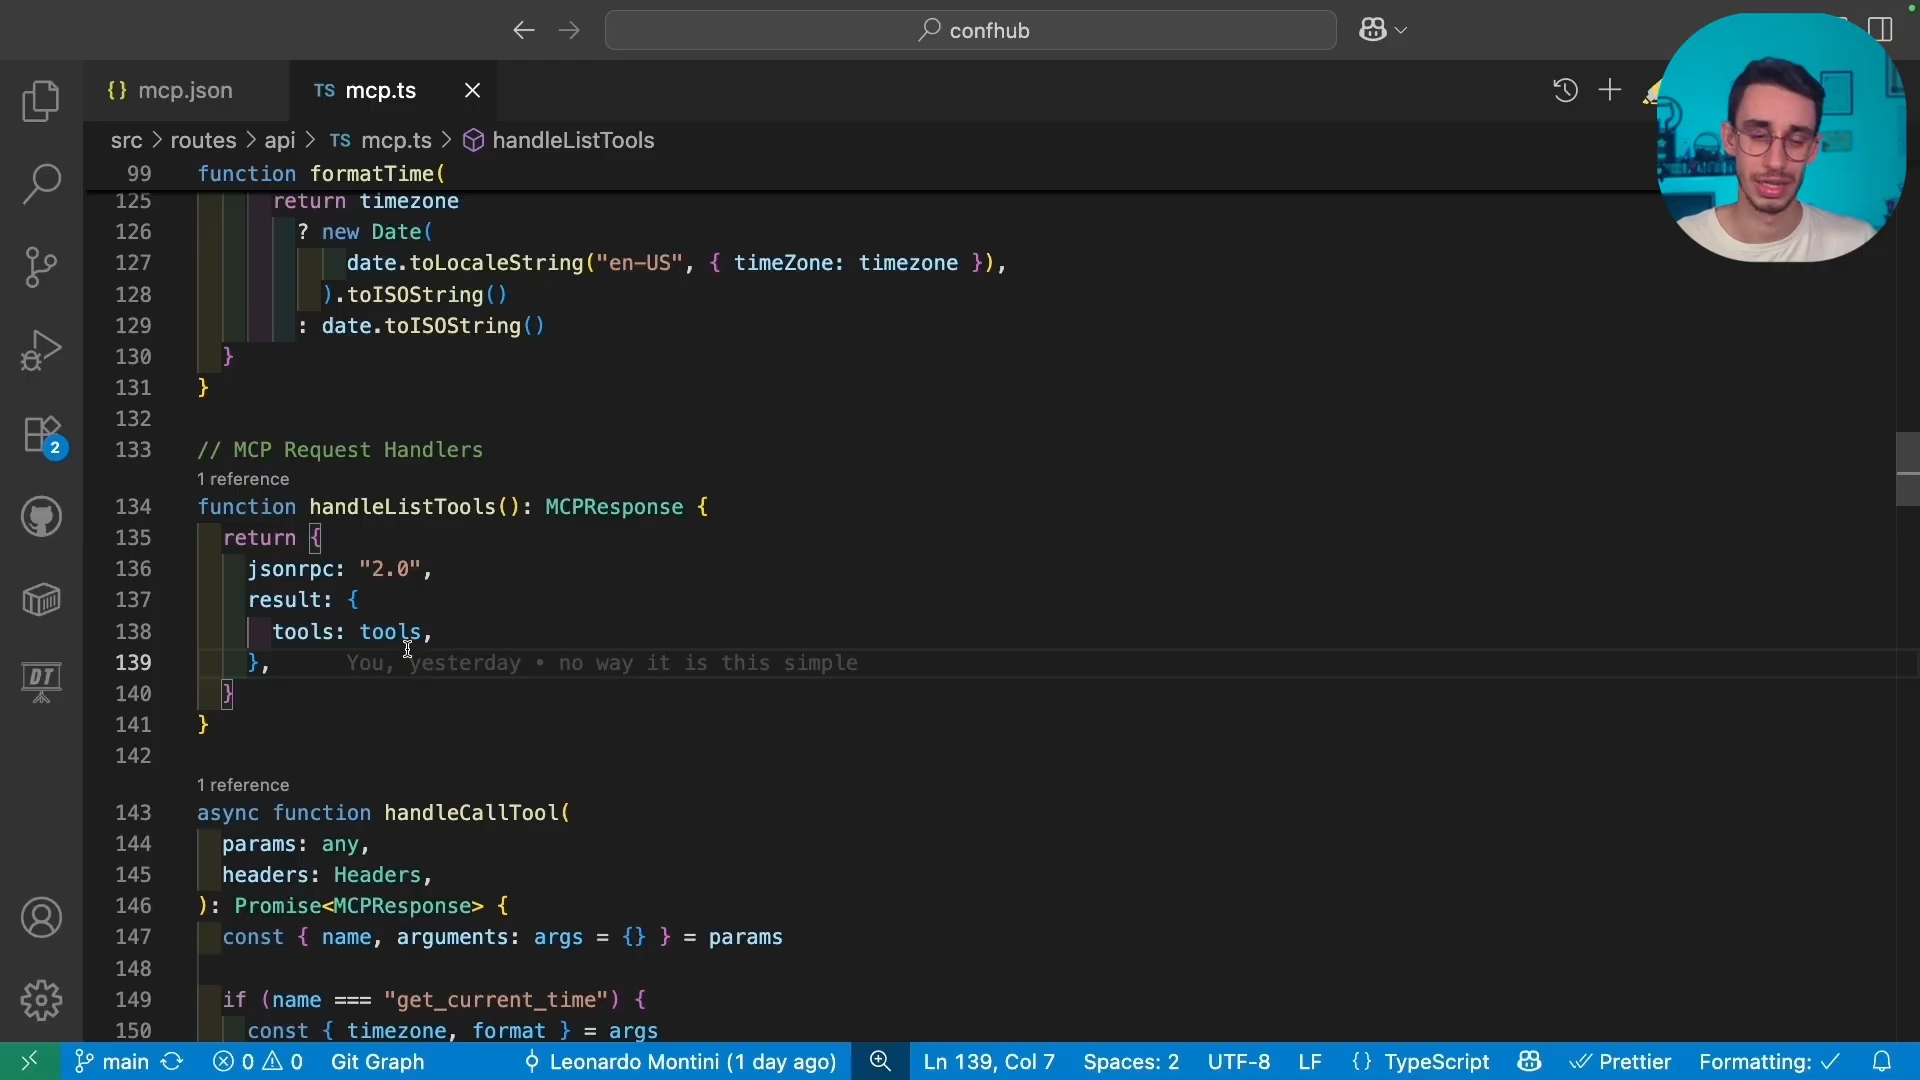 confhub
{} mcp.json
TS mcp.ts
src > routes > api > TS mcp.ts > handleListTools
99 function formatTime(
125 return timezone
126 ? new Date(
127 date.toLocaleString("en-US", { timeZone: timezone }),
128 ).toISOString()
129 : date.toISOString()
130 }
131 }
132
133 // MCP Request Handlers
1 reference
134 function handleListTools(): MCPResponse {
135 return {
136 jsonrpc: "2.0",
137 result: {
138 tools: tools,
139 }, You, yesterday • no way it is this simple
140 }
141 }
142
1 reference
143 async function handleCallTool(
144 params: any,
145 headers: Headers,
146 ): Promise<MCPResponse> {
147 const { name, arguments: args = {} } = params
148
149 if (name === "get_current_time") {
150 const { timezone, format } = args
2
DT
main 0 0 Git Graph Leonardo Montini (1 day ago) Ln 139, Col 7 Spaces: 2 UTF-8 LF {} TypeScript Prettier Formatting: ✓